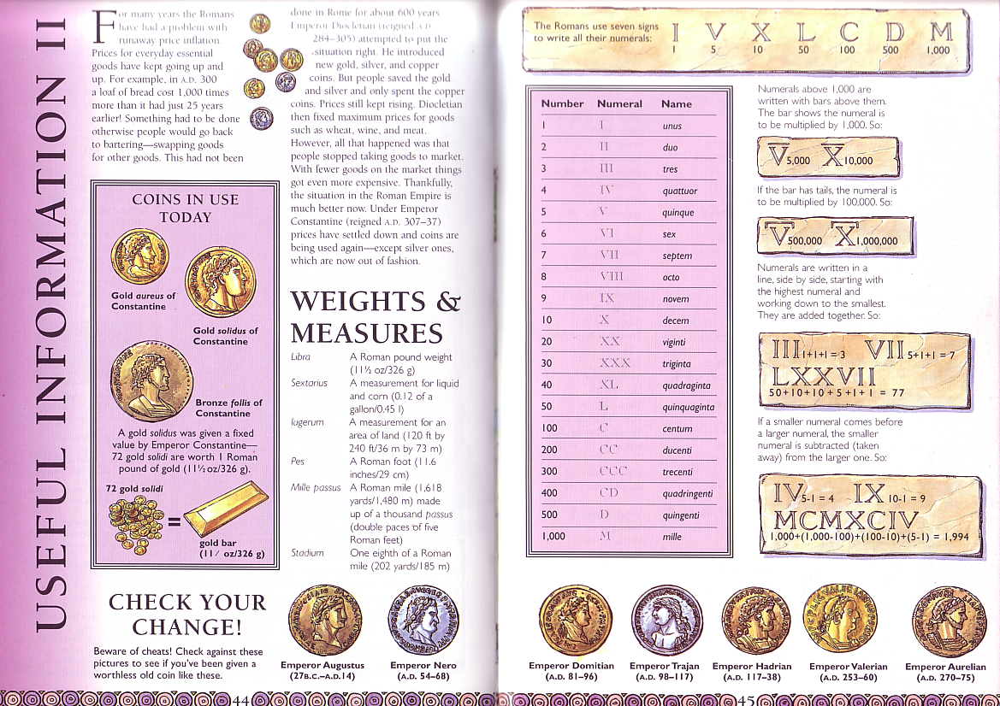 USEFUL INFORMATION II
For many years the Romans
have had a problem with
runaway price inflation.
Prices for everyday essential
goods have kept going up and
up. For example, in A.D. 300
a loaf of bread cost 1,000 times
more than it had just 25 years
earlier! Something had to be done
otherwise people would go back
to bartering—swapping goods
for other goods. This had not been
done in Rome for about 600 years
Emperor Diocletian (reigned A.D.
284–305) attempted to put the
situation right. He introduced
new gold, silver, and copper
coins. But people saved the gold
and silver and only spent the copper
coins. Prices still kept rising. Diocletian
then fixed maximum prices for goods
such as wheat, wine, and meat.
However, all that happened was that
people stopped taking goods to market.
With fewer goods on the market things
got even more expensive. Thankfully,
the situation in the Roman Empire is
much better now. Under Emperor
Constantine (reigned A.D. 307–37)
prices have settled down and coins are
being used again—except silver ones,
which are now out of fashion.
COINS IN USE
TODAY
Gold aureus of
Constantine
Gold solidus of
Constantine
Bronze follis of
Constantine
A gold solidus was given a fixed
value by Emperor Constantine—
72 gold solidi are worth 1 Roman
pound of gold (11½ oz/326 g).
72 gold solidi
=
gold bar
(11 / oz/326 g)
WEIGHTS &
MEASURES
Libra A Roman pound weight
(11½ oz/326 g)
Sextarius A measurement for liquid
and corn (0.12 of a
gallon/0.45 l)
Iugerum A measurement for an
area of land (120 ft by
240 ft/36 m by 73 m)
Pes A Roman foot (11.6
inches/29 cm)
Mille passus A Roman mile (1,618
yards/1,480 m) made
up of a thousand passus
(double paces of five
Roman feet)
Stadium One eighth of a Roman
mile (202 yards/185 m)
CHECK YOUR
CHANGE!
Beware of cheats! Check against these
pictures to see if you've been given a
worthless old coin like these.
Emperor Augustus
(27B.C.–A.D.14)
Emperor Nero
(A.D. 54–68)
44
The Romans use seven signs
to write all their numerals:
I V X L C D M
1 5 10 50 100 500 1,000
Number Numeral Name
1 I unus
2 II duo
3 III tres
4 IV quattuor
5 V quinque
6 VI sex
7 VII septem
8 VIII octo
9 IX novem
10 X decem
20 XX viginti
30 XXX triginta
40 XL quadraginta
50 L quinquaginta
100 C centum
200 CC ducenti
300 CCC trecenti
400 CD quadringenti
500 D quingenti
1,000 M mille
Numerals above 1,000 are
written with bars above them.
The bar shows the numeral is
to be multiplied by 1,000. So:
V̅ 5,000 X̅ 10,000
If the bar has tails, the numeral is
to be multiplied by 100,000. So:
V̅ 500,000 X̅ 1,000,000
Numerals are written in a
line, side by side, starting with
the highest numeral and
working down to the smallest.
They are added together. So:
III 1+1+1 = 3 VII 5+1+1 = 7
LXXVII
50+10+10+5+1+1 = 77
If a smaller numeral comes before
a larger numeral, the smaller
numeral is subtracted (taken
away) from the larger one. So:
IV 5-1 = 4 IX 10-1 = 9
MCMXCIV
1,000+(1,000-100)+(100-10)+(5-1) = 1,994
Emperor Domitian
(A.D. 81–96)
Emperor Trajan
(A.D. 98–117)
Emperor Hadrian
(A.D. 117–38)
Emperor Valerian
(A.D. 253–60)
Emperor Aurelian
(A.D. 270–75)
45